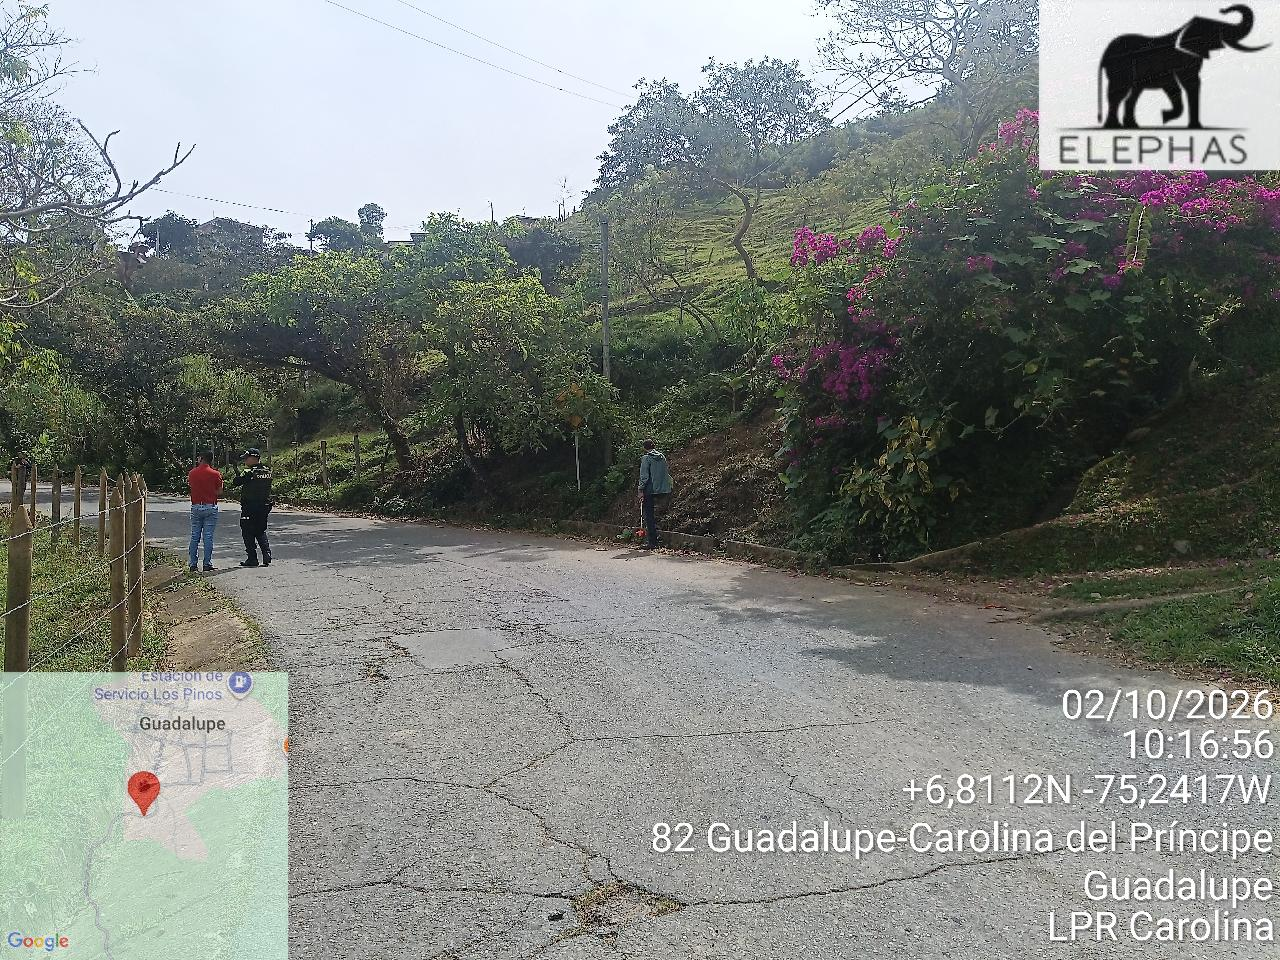 ELEPHAS
Estación de
Servicio Los Pinos
Guadalupe
Google
02/10/2026
10:16:56
+6,8112N -75,2417W
82 Guadalupe-Carolina del Príncipe
Guadalupe
LPR Carolina